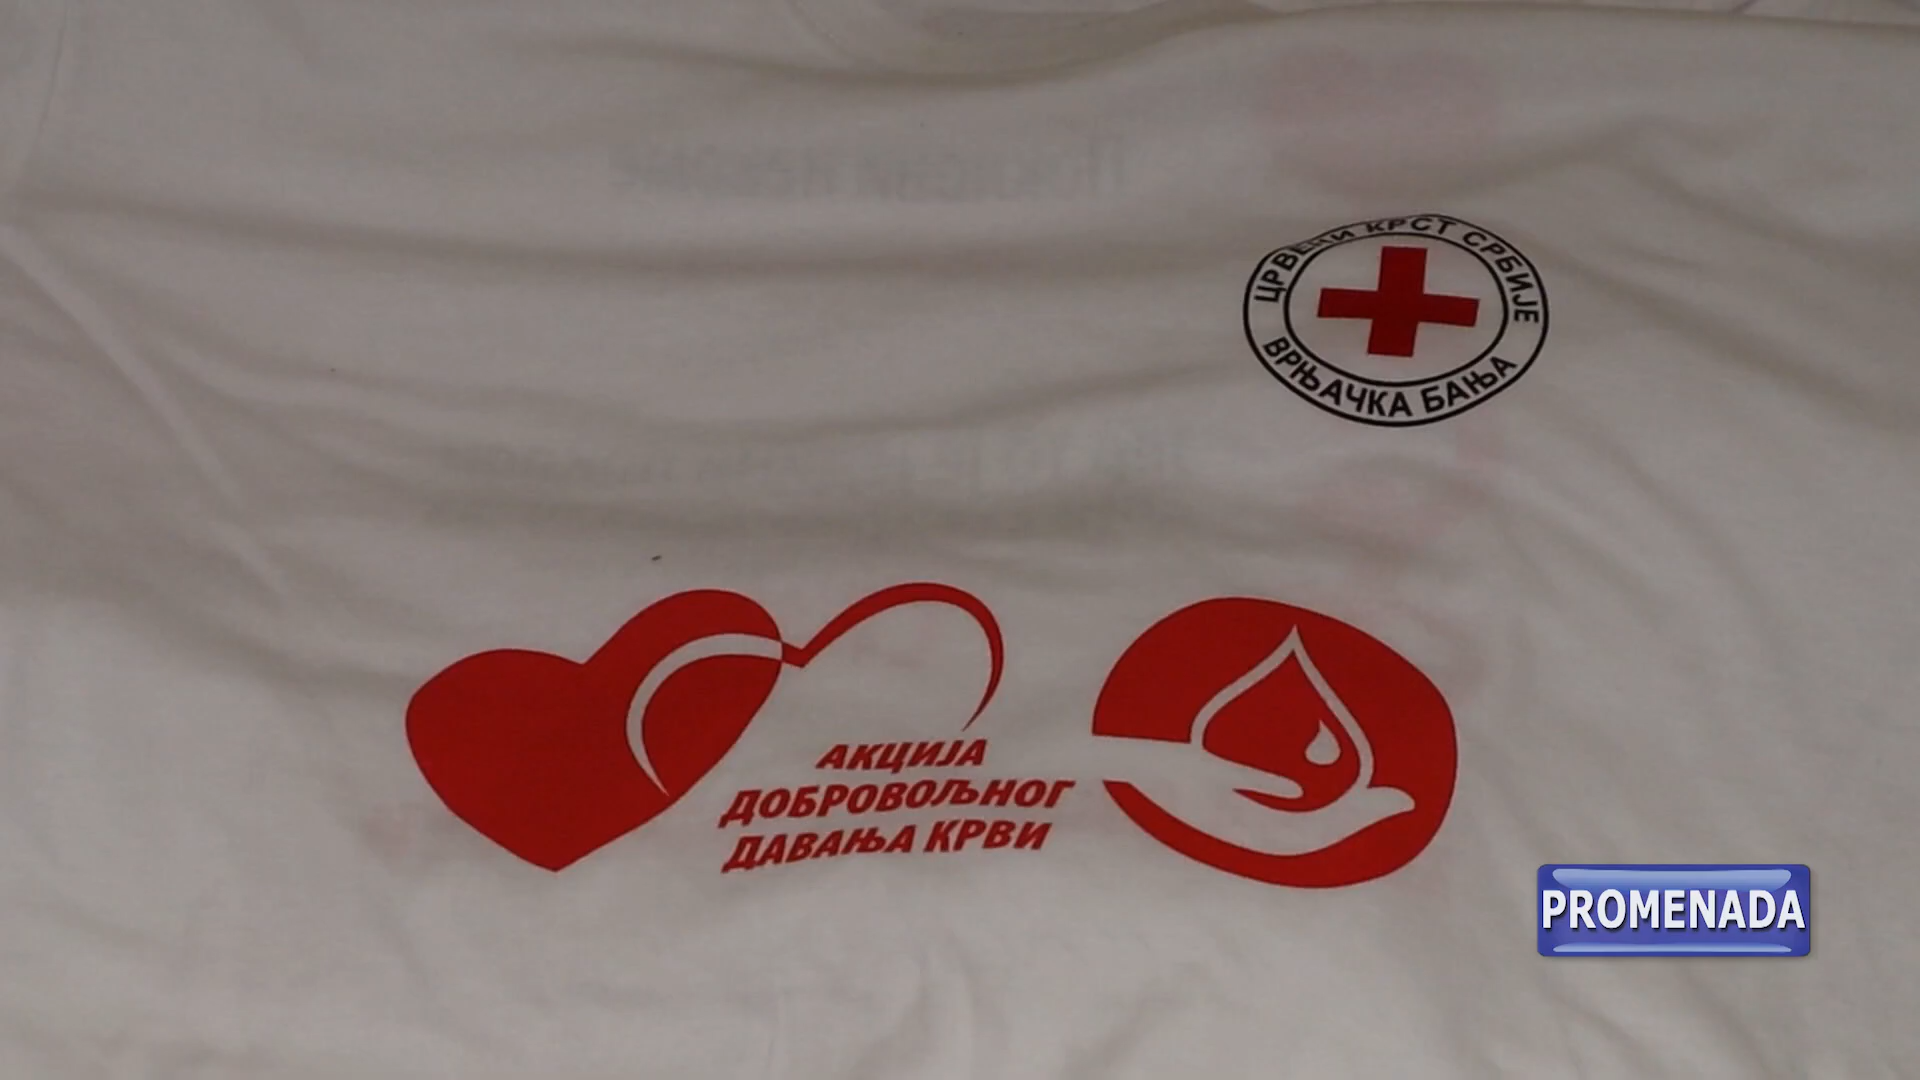 ЦРВЕНИ КРСТ СРБИЈЕ
ВРЊАЧКА БАЊА
АКЦИЈА
ДОБРОВОЉНОГ
ДАВАЊА КРВИ
PROMENADA